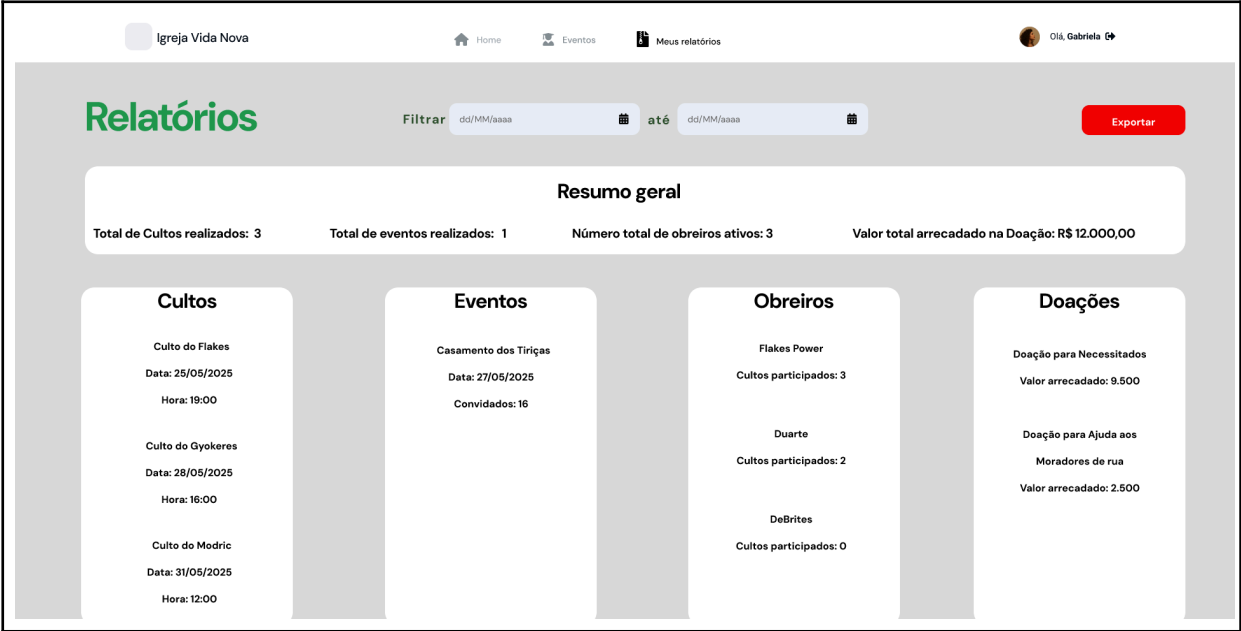 Igreja Vida Nova
Home
Eventos
Meus relatórios
Olá, Gabriela
Relatórios
Filtrar
dd/MM/aaaa
até
dd/MM/aaaa
Exportar
Resumo geral
Total de Cultos realizados: 3
Total de eventos realizados: 1
Número total de obreiros ativos: 3
Valor total arrecadado na Doação: R$ 12.000,00
Cultos
Culto do Flakes
Data: 25/05/2025
Hora: 19:00
Culto do Gyokeres
Data: 28/05/2025
Hora: 16:00
Culto do Modric
Data: 31/05/2025
Hora: 12:00
Eventos
Casamento dos Tiriças
Data: 27/05/2025
Convidados: 16
Obreiros
Flakes Power
Cultos participados: 3
Duarte
Cultos participados: 2
DeBrites
Cultos participados: 0
Doações
Doação para Necessitados
Valor arrecadado: 9.500
Doação para Ajuda aos
Moradores de rua
Valor arrecadado: 2.500